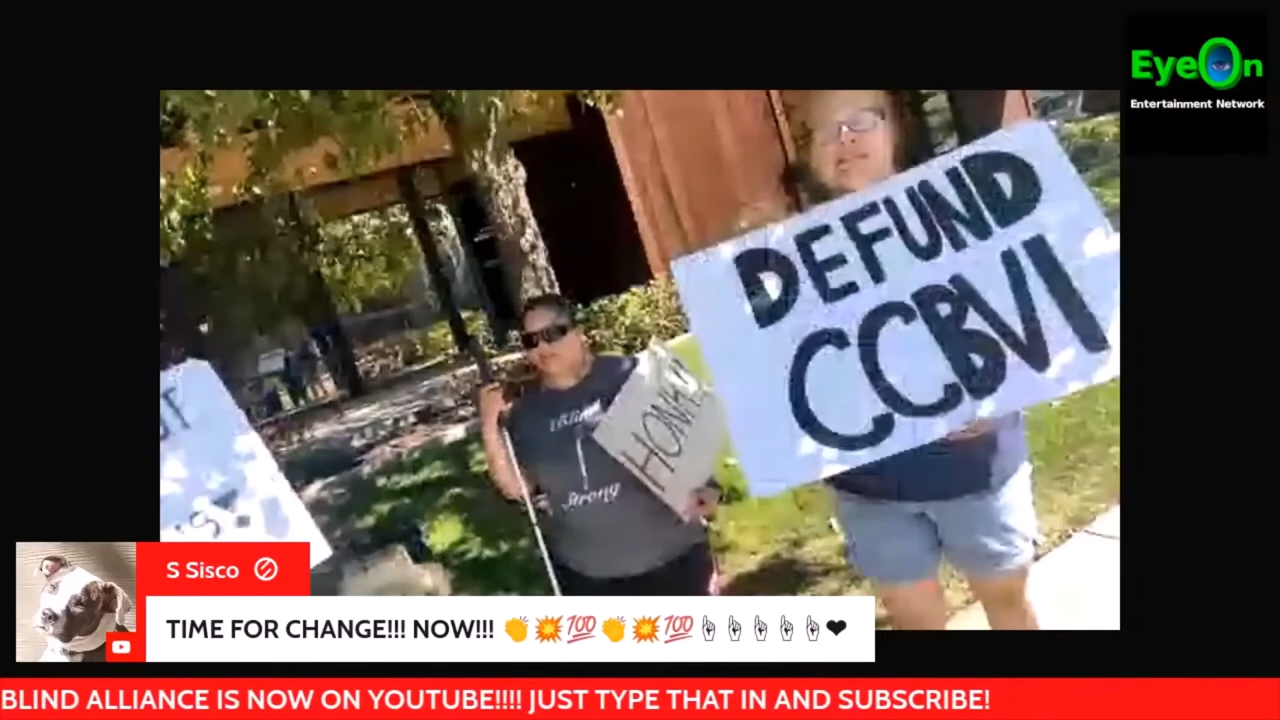 EyeOn
Entertainment Network
DEFUND
CCBVI
Blind
Strong
S Sisco
TIME FOR CHANGE!!! NOW!!! 👏💥💯👏💥💯☝☝☝☝☝❤
BLIND ALLIANCE IS NOW ON YOUTUBE!!!! JUST TYPE THAT IN AND SUBSCRIBE!